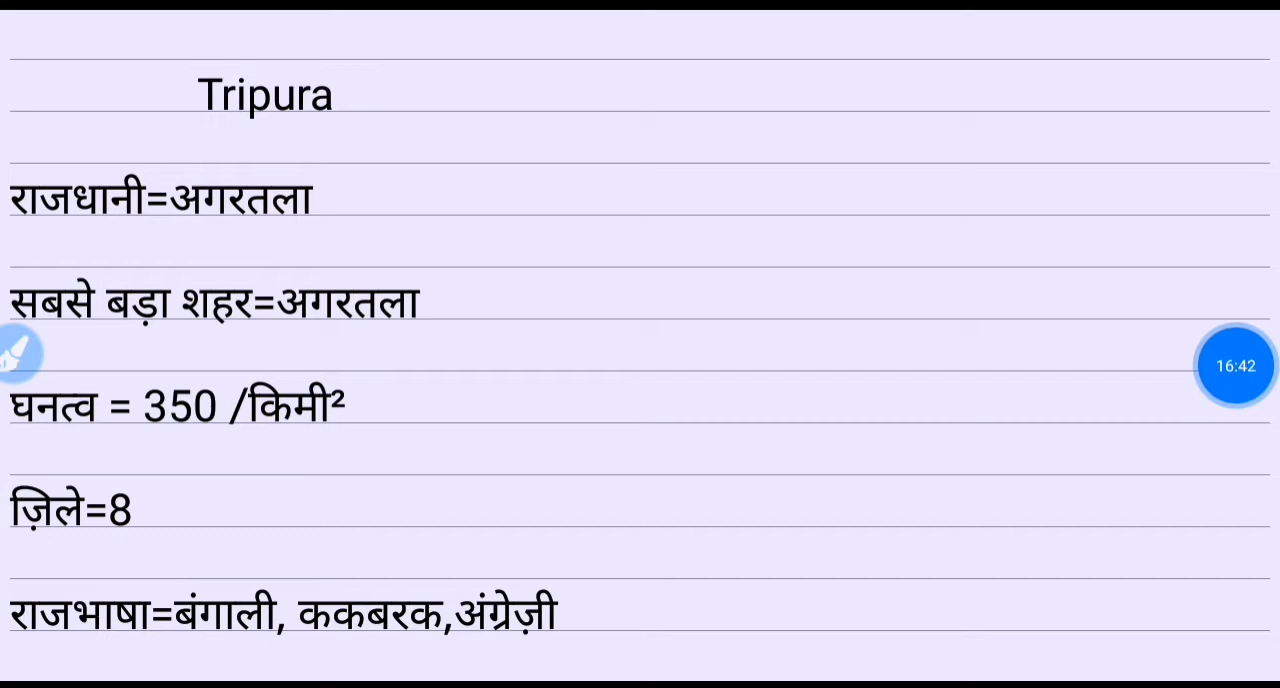 Tripura
राजधानी=अगरतला
सबसे बड़ा शहर=अगरतला
घनत्व = 350 /किमी²
16:42
ज़िले=8
राजभाषा=बंगाली, ककबरक,अंग्रेज़ी